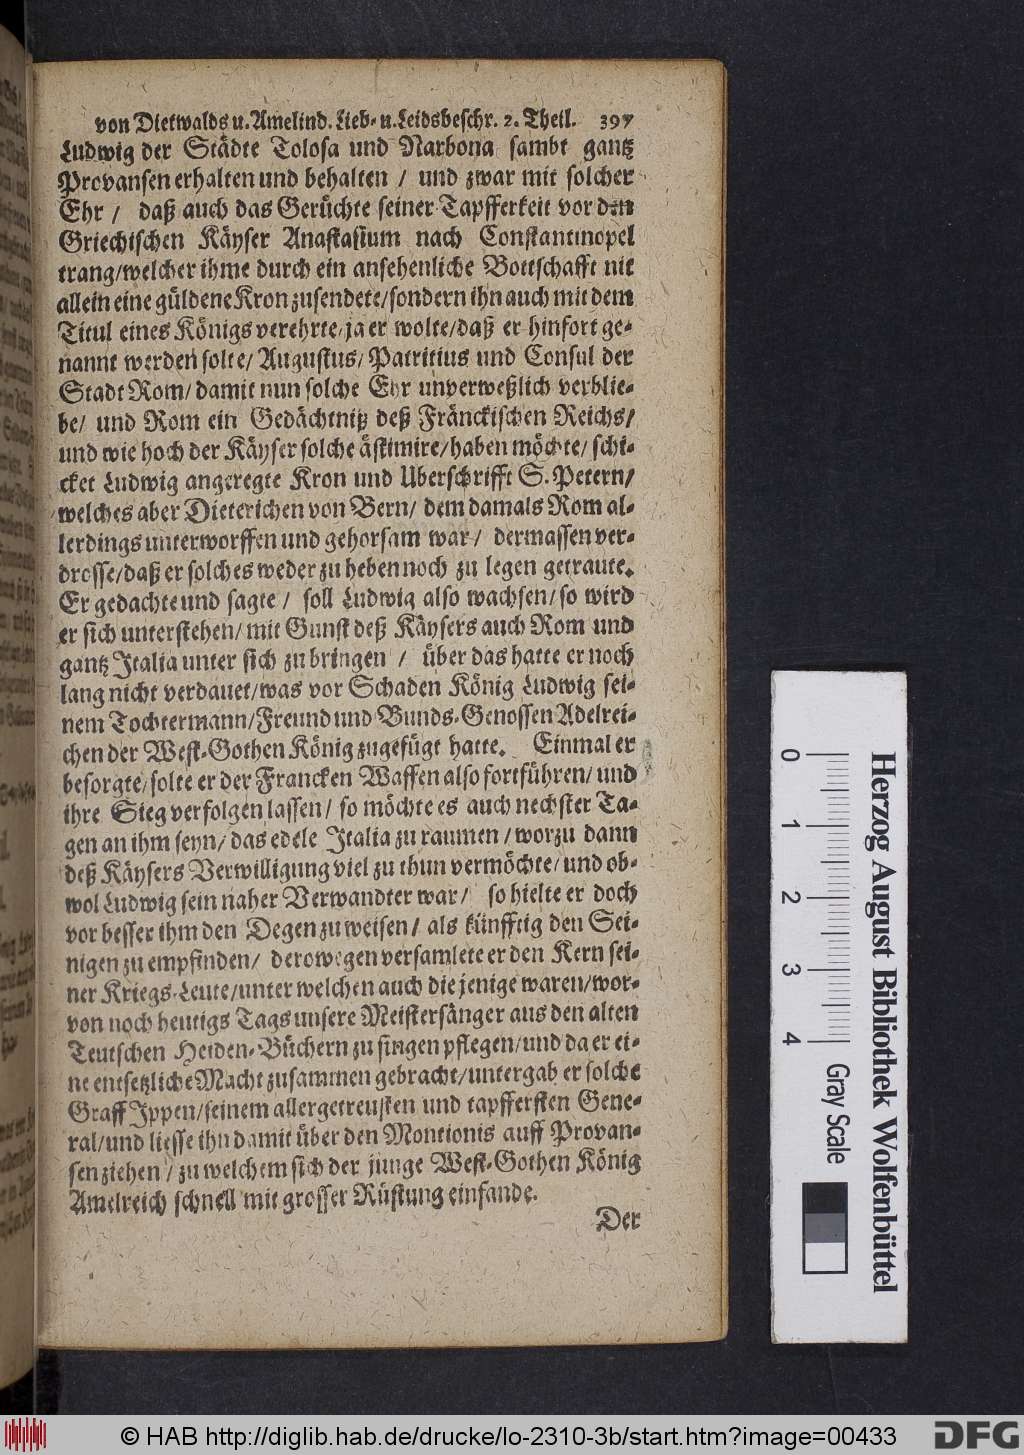 von Dietwalds u. Amelind. Lieb- u. Leidsbeschr. 2. Theil. 397
Ludwig der Städte Tolosa und Narbona sambt gantz
Provansen erhalten und behalten / und zwar mit solcher
Ehr / daß auch das Gerüchte seiner Tapfferkeit vor den
Griechischen Käyser Anastasium nach Constantinopel
trang/welcher ihme durch ein ansehenliche Bottschafft nit
allein eine güldene Kron zusendete/sondern ihn auch mit dem
Titul eines Königs verehrte/ja er wolte/daß er hinfort ge-
nannt werden solte/ Augustus/ Patritius und Consul der
Stadt Rom/ damit nun solche Ehr unverweßlich verblie-
be/ und Rom ein Gedächtniß deß Fränckischen Reichs/
und wie hoch der Käyser solche ästimire/haben möchte/ schi-
cket Ludwig angeregte Kron und Uberschrifft S. Petern/
welches aber Dieterichen von Bern/ dem damals Rom al-
lerdings unterworffen und gehorsam war/ dermassen ver-
drosse/daß er solches weder zu heben noch zu legen getraute.
Er gedachte und sagte / soll Ludwig also wachsen/ so wird
er sich unterstehen/ mit Gunst deß Käysers auch Rom und
gantz Italia unter sich zu bringen / über das hatte er noch
lang nicht verdauet/was vor Schaden König Ludwig sei-
nem Tochtermann/Freund und Bunds-Genossen Adelrei-
chen der West-Gothen König zugefügt hatte. Einmal er
besorgte/solte er der Francken Waffen also fortführen/ und
ihre Sieg verfolgen lassen/ so möchte es auch nechster Ta-
gen an ihm seyn/ das edele Italia zu raumen / worzu dann
deß Käysers Verwilligung viel zu thun vermöchte/ und ob-
wol Ludwig sein naher Verwandter war/ so hielte er doch
vor besser ihm den Degen zu weisen/ als künfftig den Sei-
nigen zu empfinden/ derowegen versamlete er den Kern sei-
ner Kriegs-Leute/unter welchen auch die jenige waren/wor-
von noch heutigs Tags unsere Meistersänger aus den alten
Teutschen Helden-Büchern zu singen pflegen/und da er ei-
ne entsetzliche Macht zusammen gebracht/untergab er solche
Graff Ippen/seinem allergetreusten und tapffersten Gene-
ral/und liesse ihn damit über den Montionis auff Provan-
sen ziehen / zu welchem sich der junge West-Gothen König
Amelreich schnell mit grosser Rüstung einfande.
Der
0 1 2 3 4
Gray Scale
Herzog August Bibliothek Wolfenbüttel
© HAB http://diglib.hab.de/drucke/lo-2310-3b/start.htm?image=00433
DFG